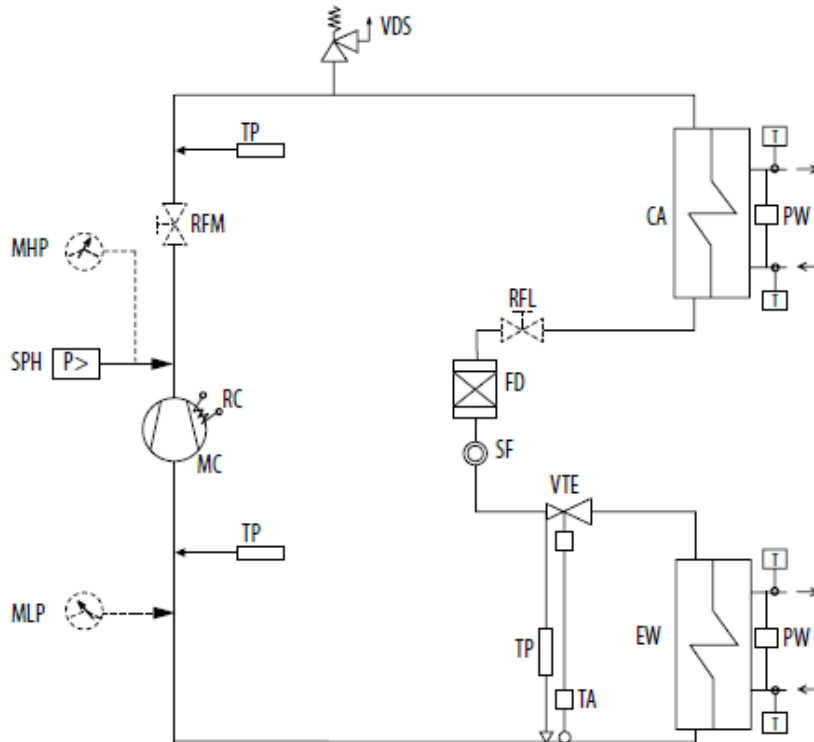 VDS
TP
T
RFM
CA
PW
MHP
RFL
T
SPH
P>
FD
RC
SF
MC
VTE
TP
T
MLP
EW
PW
TP
TA
T